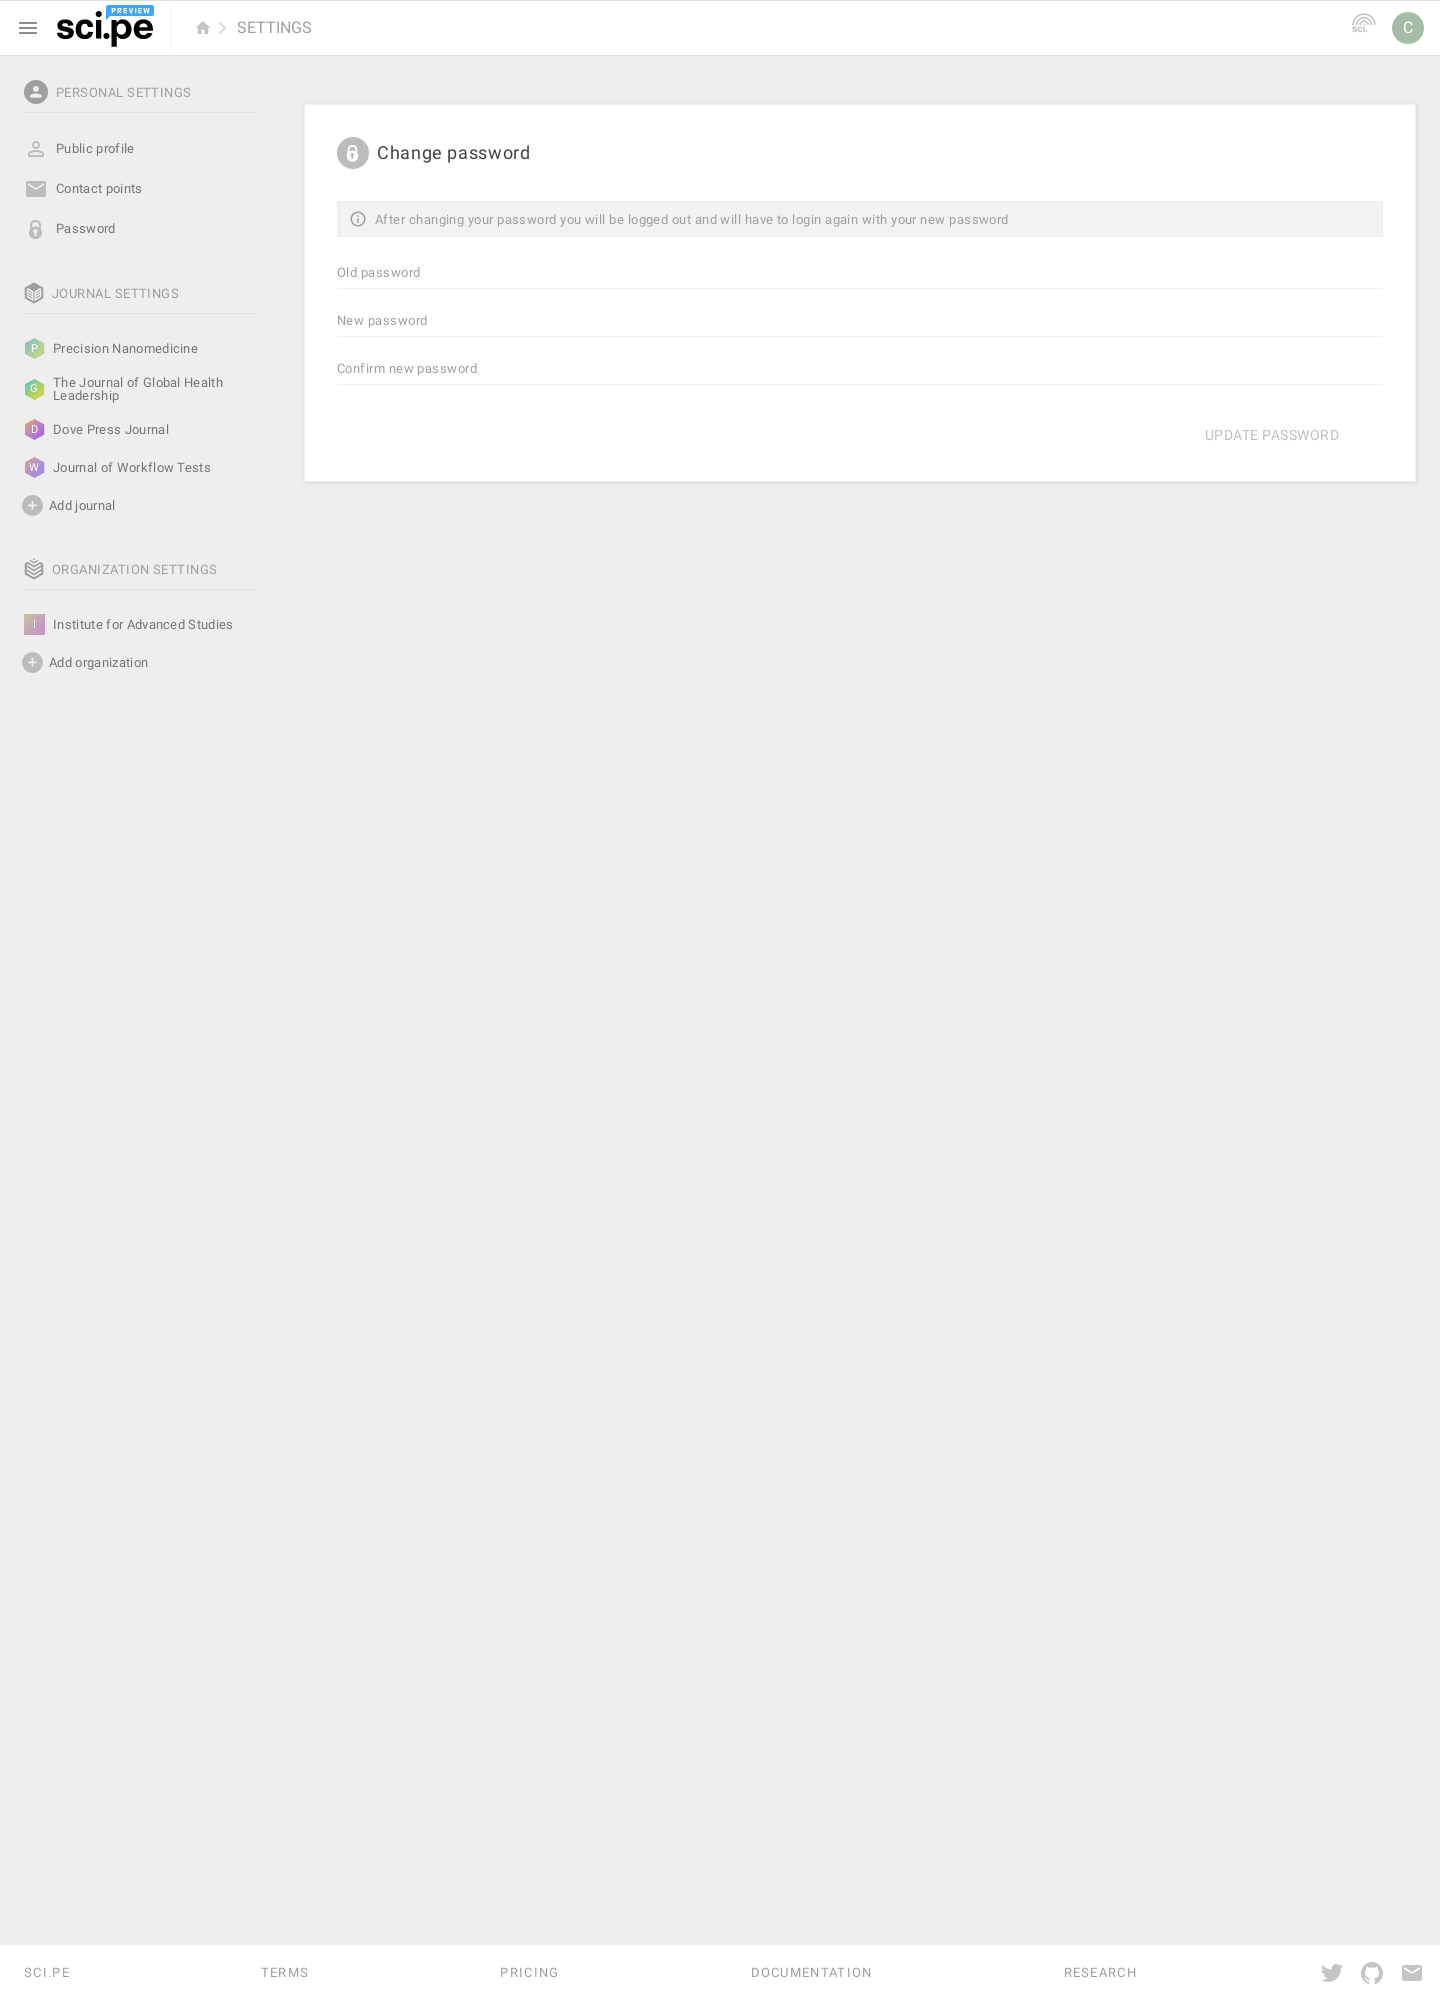 PREVIEW
sci.pe
SETTINGS
sci.
C
PERSONAL SETTINGS
Public profile
Contact points
Password
JOURNAL SETTINGS
P Precision Nanomedicine
G The Journal of Global Health
Leadership
D Dove Press Journal
W Journal of Workflow Tests
Add journal
ORGANIZATION SETTINGS
I Institute for Advanced Studies
Add organization
Change password
After changing your password you will be logged out and will have to login again with your new password
Old password
New password
Confirm new password
UPDATE PASSWORD
SCI.PE
TERMS
PRICING
DOCUMENTATION
RESEARCH